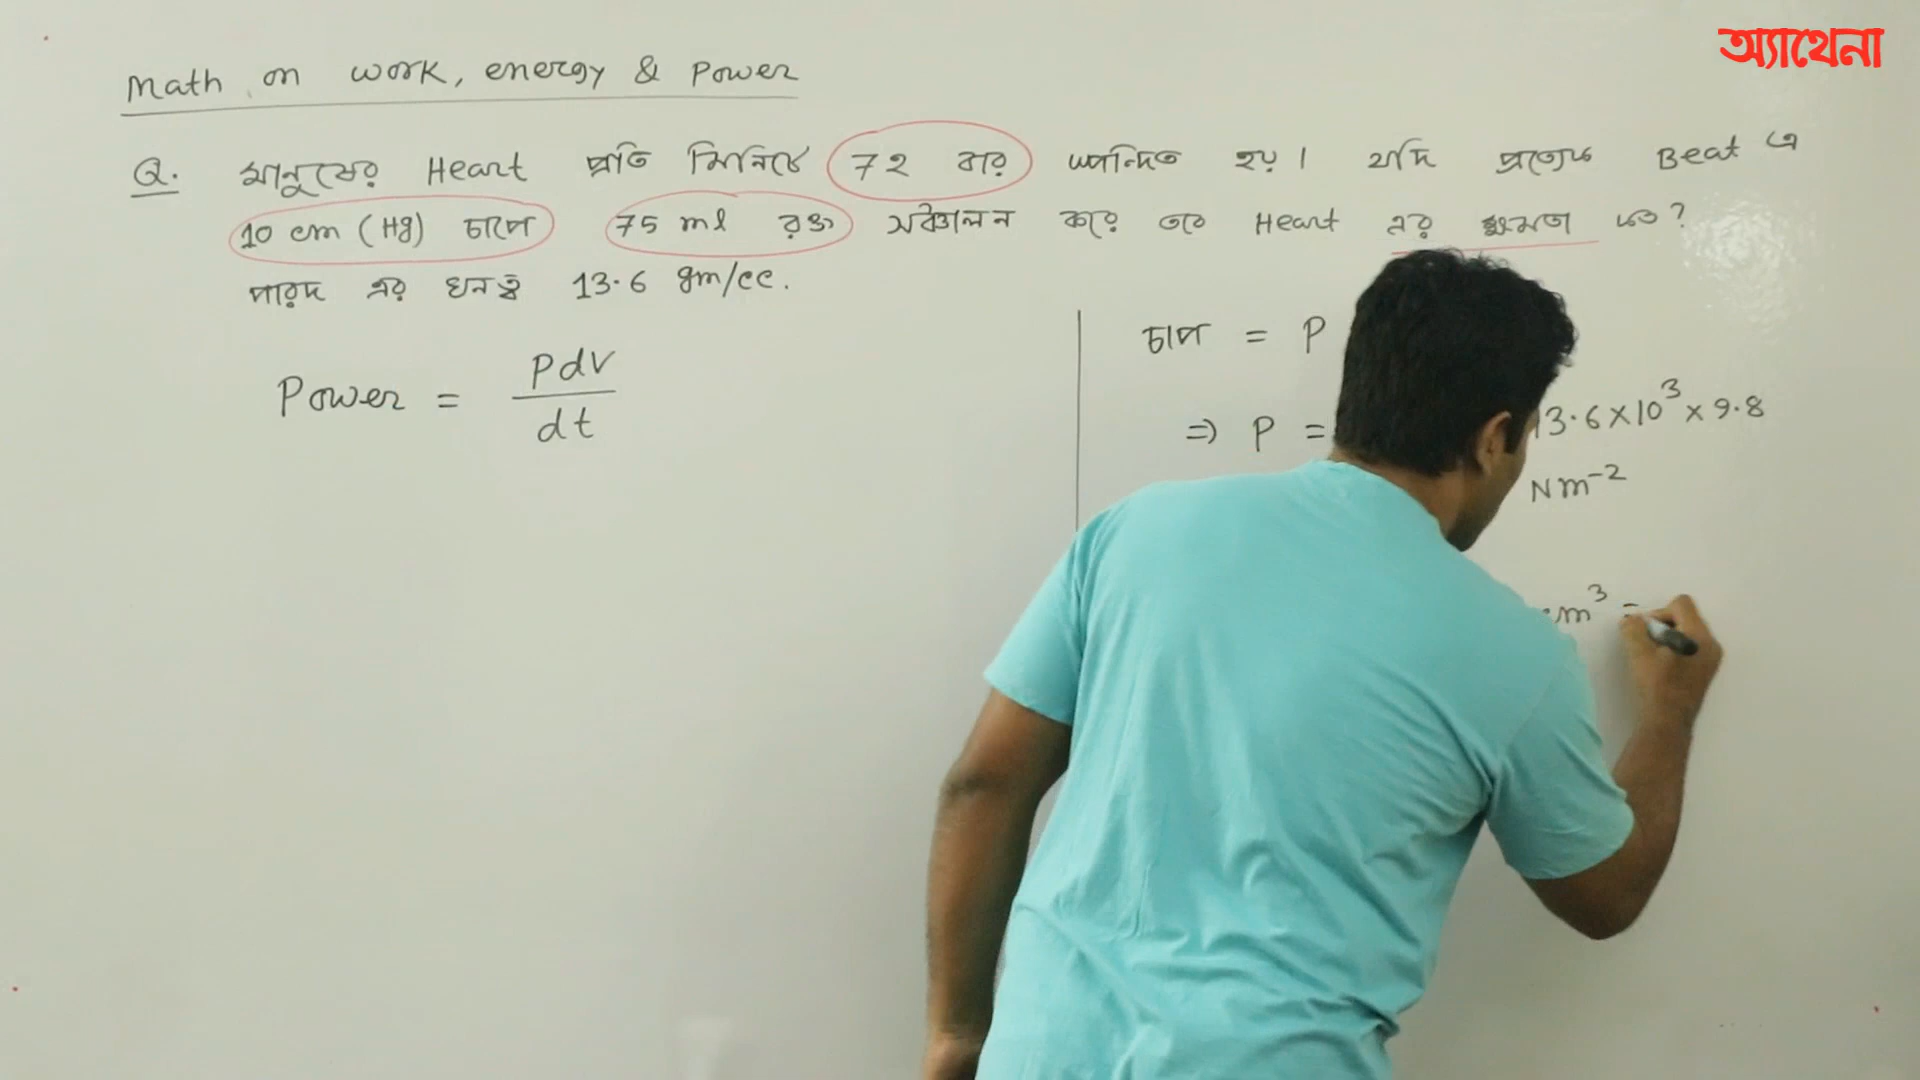 অ্যাথেনা
Math on work, energy & Power
Q. মানুষের Heart প্রতি মিনিটে 72 বার স্পন্দিত হয়। যদি প্রত্যেক Beat এ
10 cm (Hg) চাপে 75 ml রক্ত সঞ্চালন করে তবে Heart এর ক্ষমতা কত?
পারদ এর ঘনত্ব 13.6 gm/cc.
Power = PdV/dt
চাপ = P
⇒ P = 13.6 × 10³ × 9.8
Nm⁻²
cm³ =